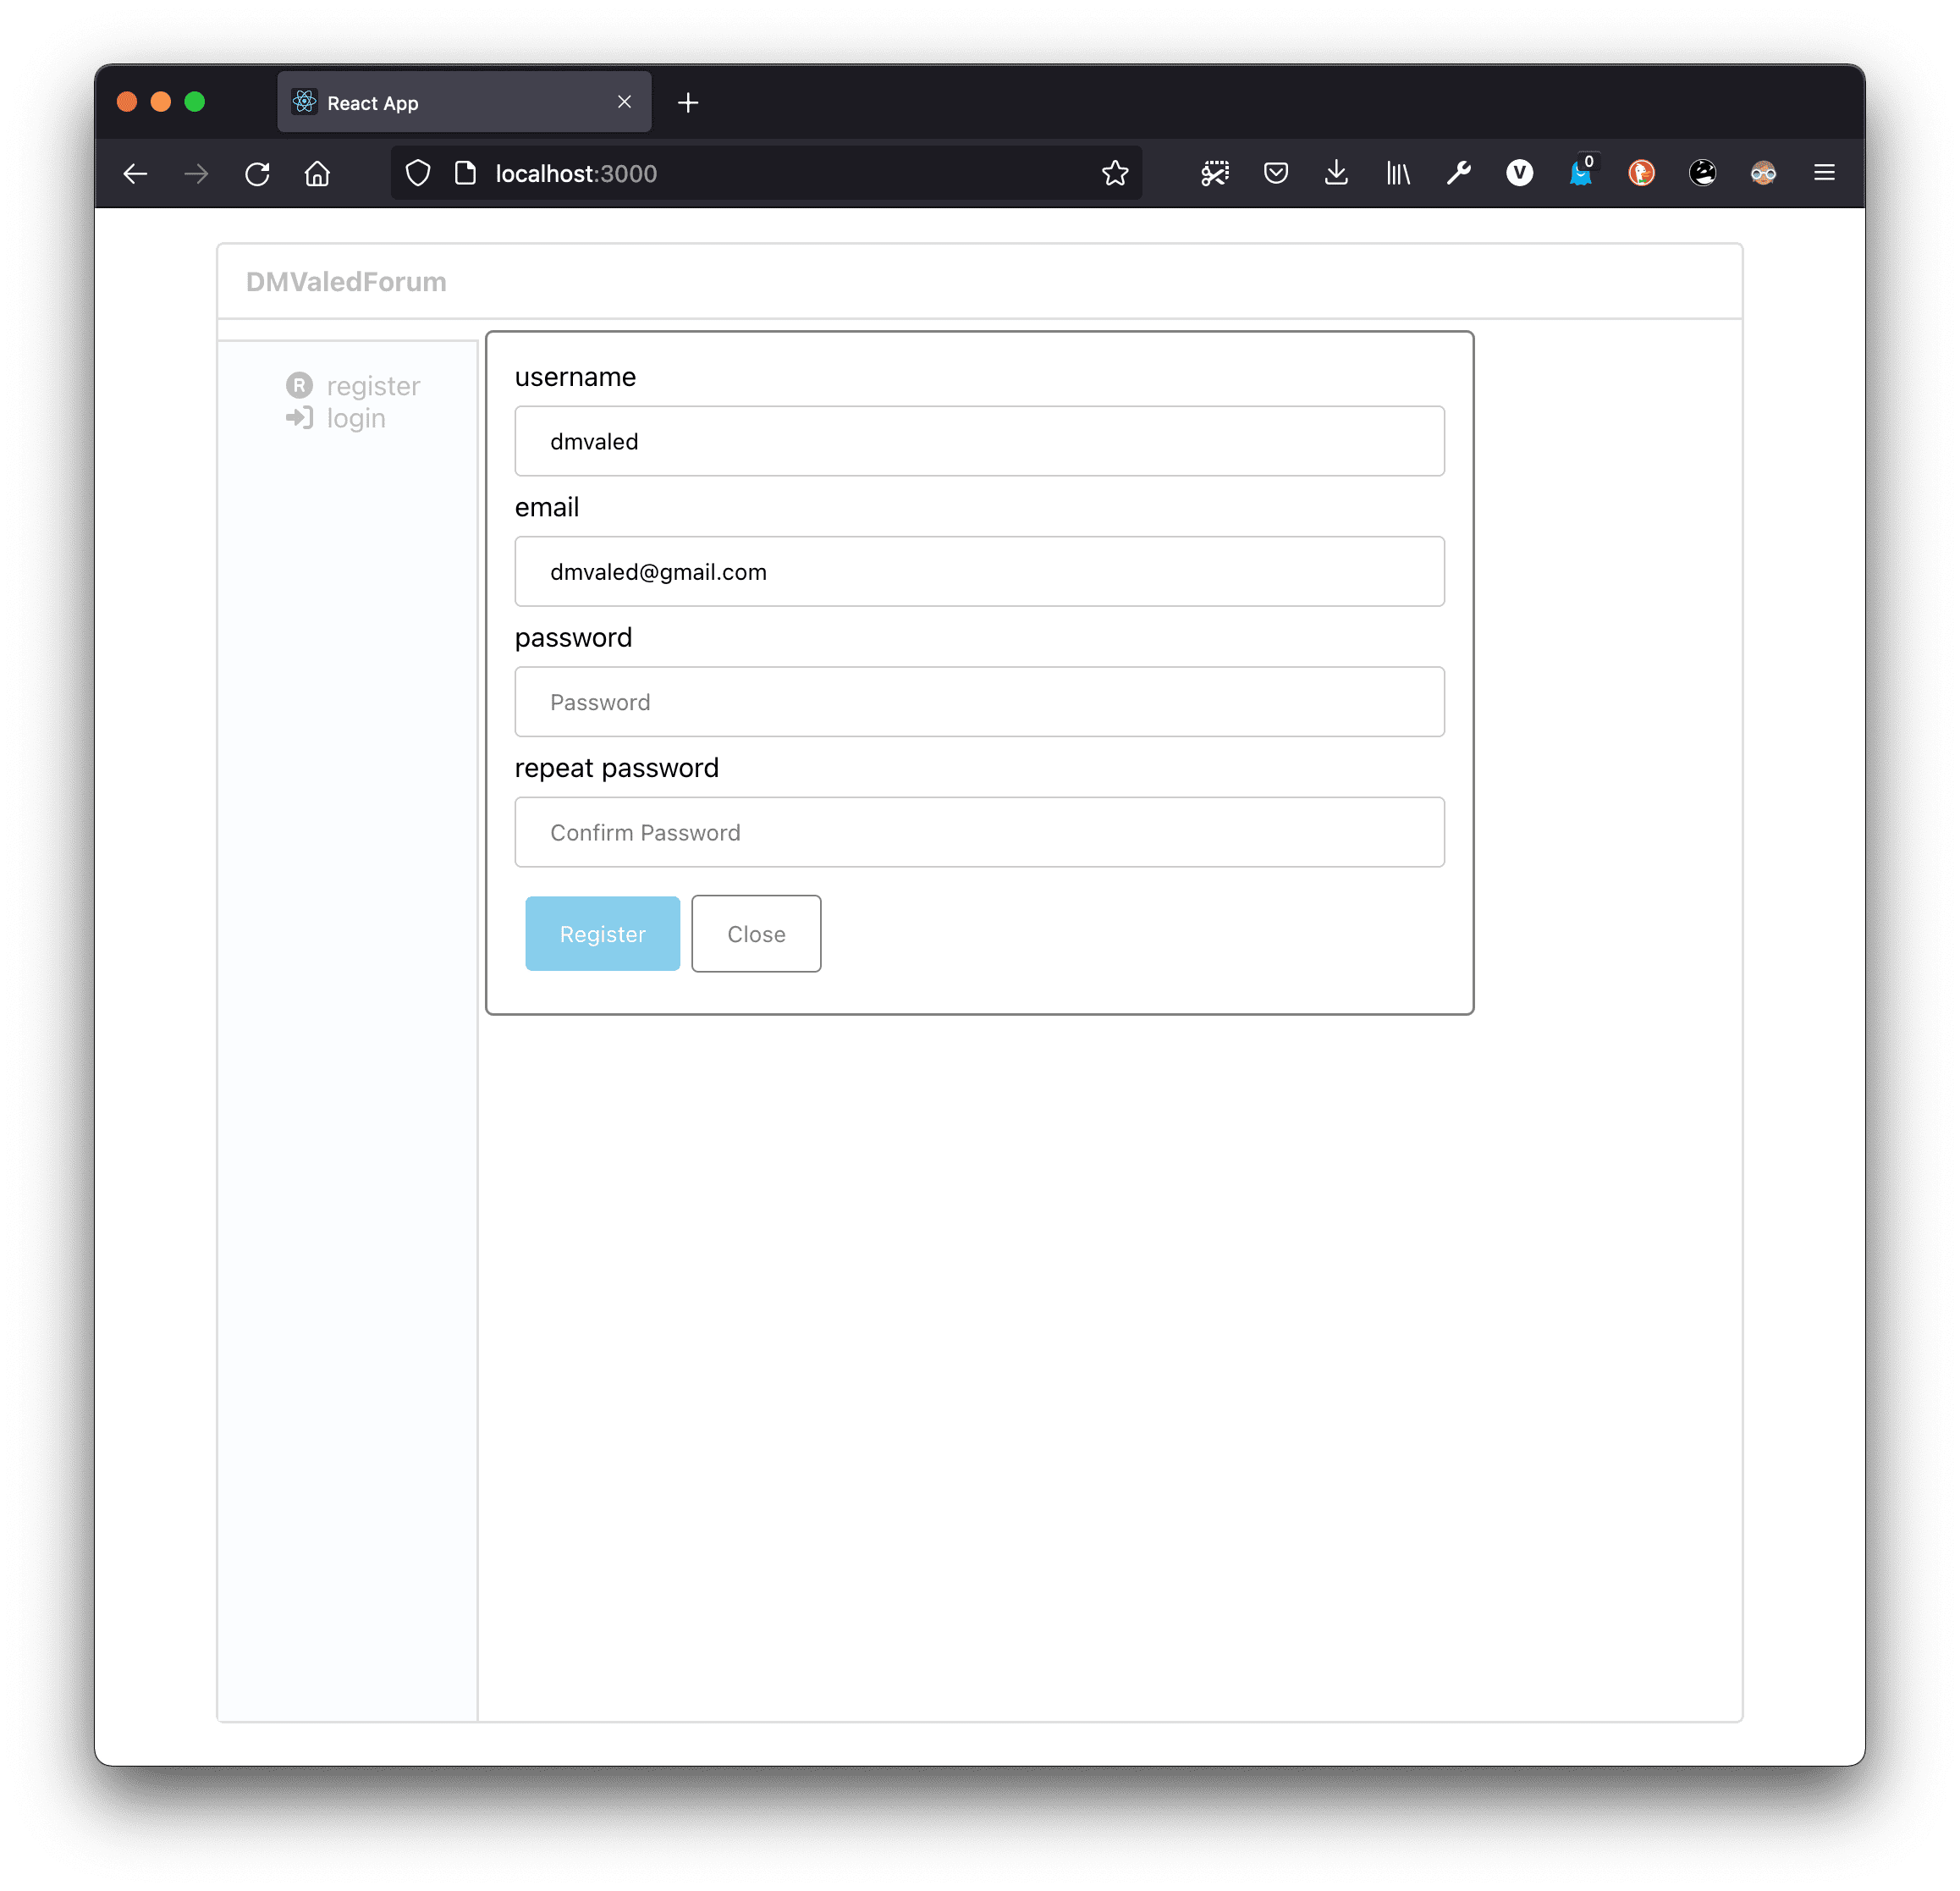 React App
localhost:3000
0
DMValedForum
register
login
username
dmvaled
email
dmvaled@gmail.com
password
Password
repeat password
Confirm Password
Register Close